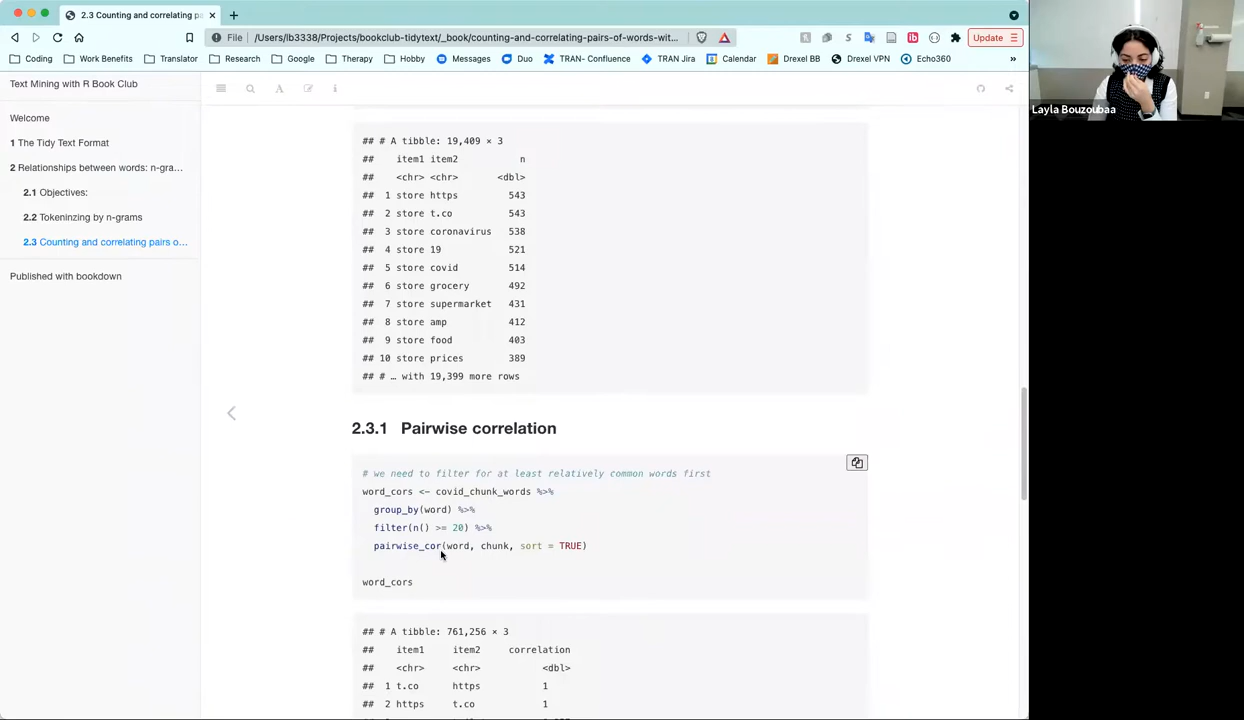 2.3 Counting and correlating pa
/Users/lb3338/Projects/bookclub-tidytext/_book/counting-and-correlating-pairs-of-words-wit...
Update
Coding
Work Benefits
Translator
Research
Google
Therapy
Hobby
Messages
Duo
TRAN- Confluence
TRAN Jira
Calendar
Drexel BB
Drexel VPN
Echo360
»
File
Text Mining with R Book Club
Welcome
1 The Tidy Text Format
2 Relationships between words: n-gra...
2.1 Objectives:
2.2 Tokeninzing by n-grams
2.3 Counting and correlating pairs o...
Published with bookdown
## # A tibble: 19,409 × 3
##    item1 item2           n
##    <chr> <chr>       <dbl>
##  1 store https         543
##  2 store t.co          543
##  3 store coronavirus   538
##  4 store 19            521
##  5 store covid         514
##  6 store grocery       492
##  7 store supermarket   431
##  8 store amp           412
##  9 store food          403
## 10 store prices        389
## # … with 19,399 more rows
2.3.1 Pairwise correlation
# we need to filter for at least relatively common words first
word_cors <- covid_chunk_words %>%
  group_by(word) %>%
  filter(n() >= 20) %>%
  pairwise_cor(word, chunk, sort = TRUE)
word_cors
## # A tibble: 761,256 × 3
##    item1    item2    correlation
##    <chr>    <chr>          <dbl>
##  1 t.co     https          1
##  2 https    t.co           1
Layla Bouzoubaa